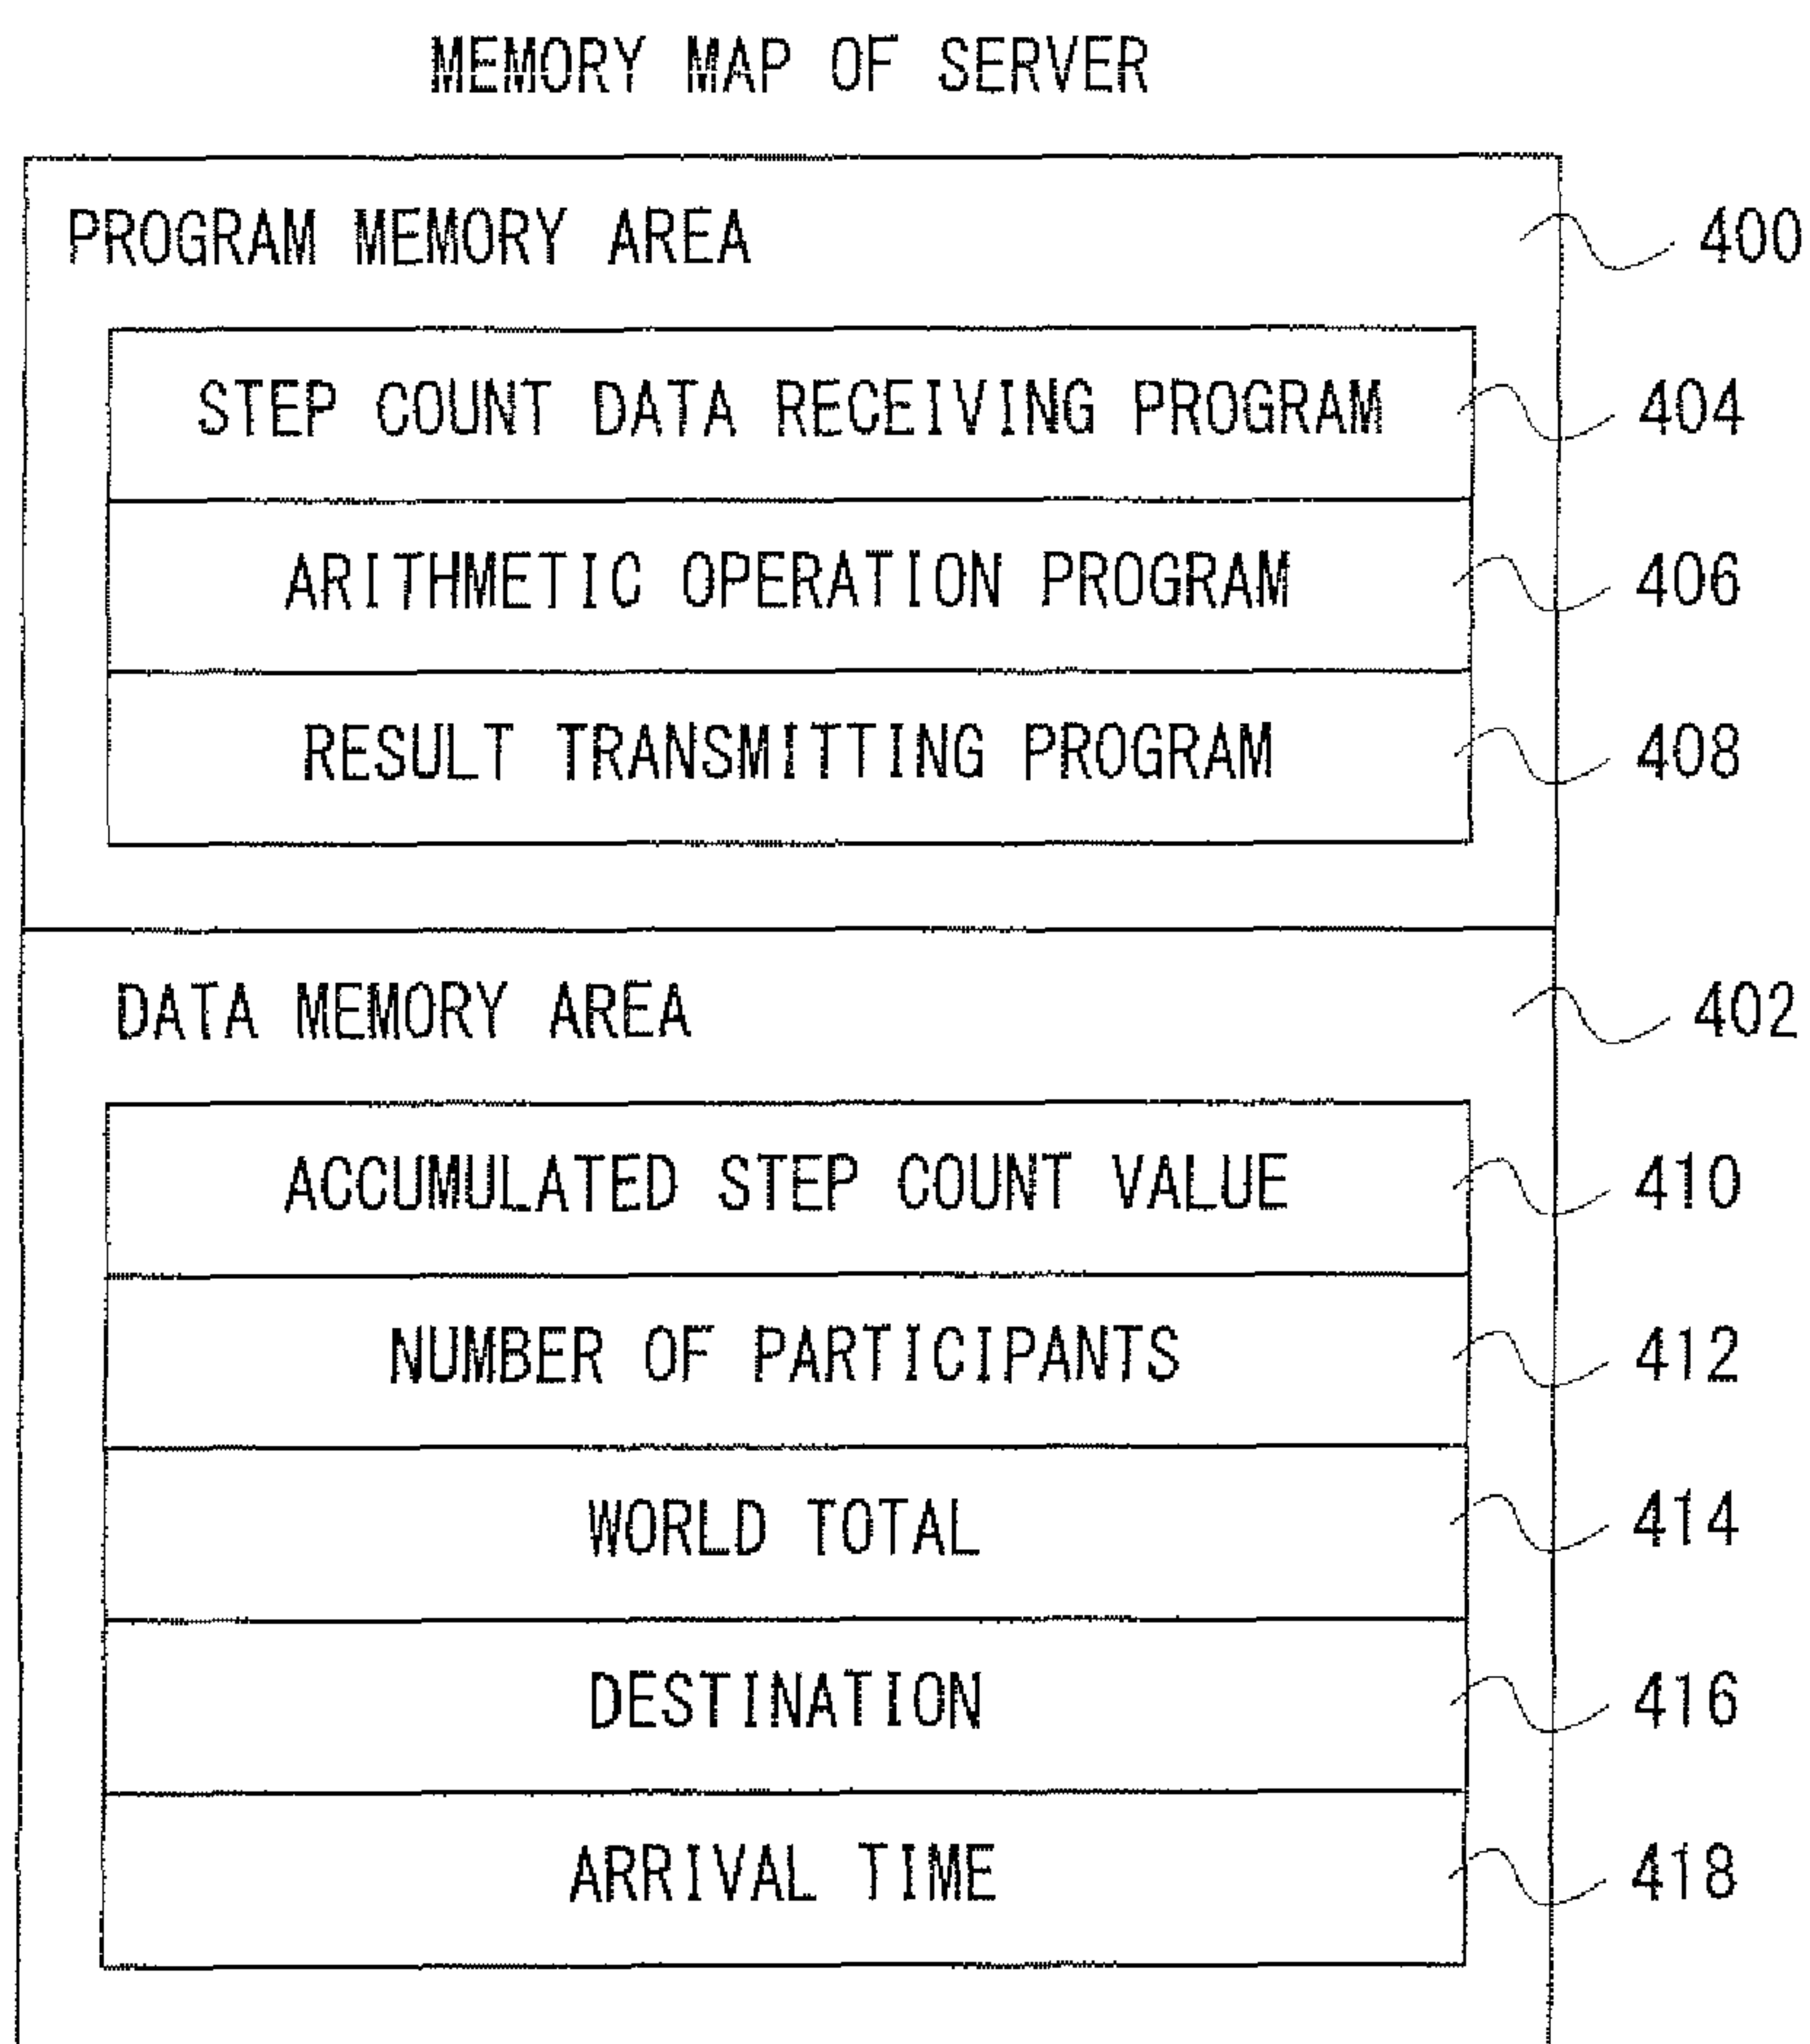 MEMORY MAP OF SERVER
PROGRAM MEMORY AREA 400
STEP COUNT DATA RECEIVING PROGRAM 404
ARITHMETIC OPERATION PROGRAM 406
RESULT TRANSMITTING PROGRAM 408
DATA MEMORY AREA 402
ACCUMULATED STEP COUNT VALUE 410
NUMBER OF PARTICIPANTS 412
WORLD TOTAL 414
DESTINATION 416
ARRIVAL TIME 418